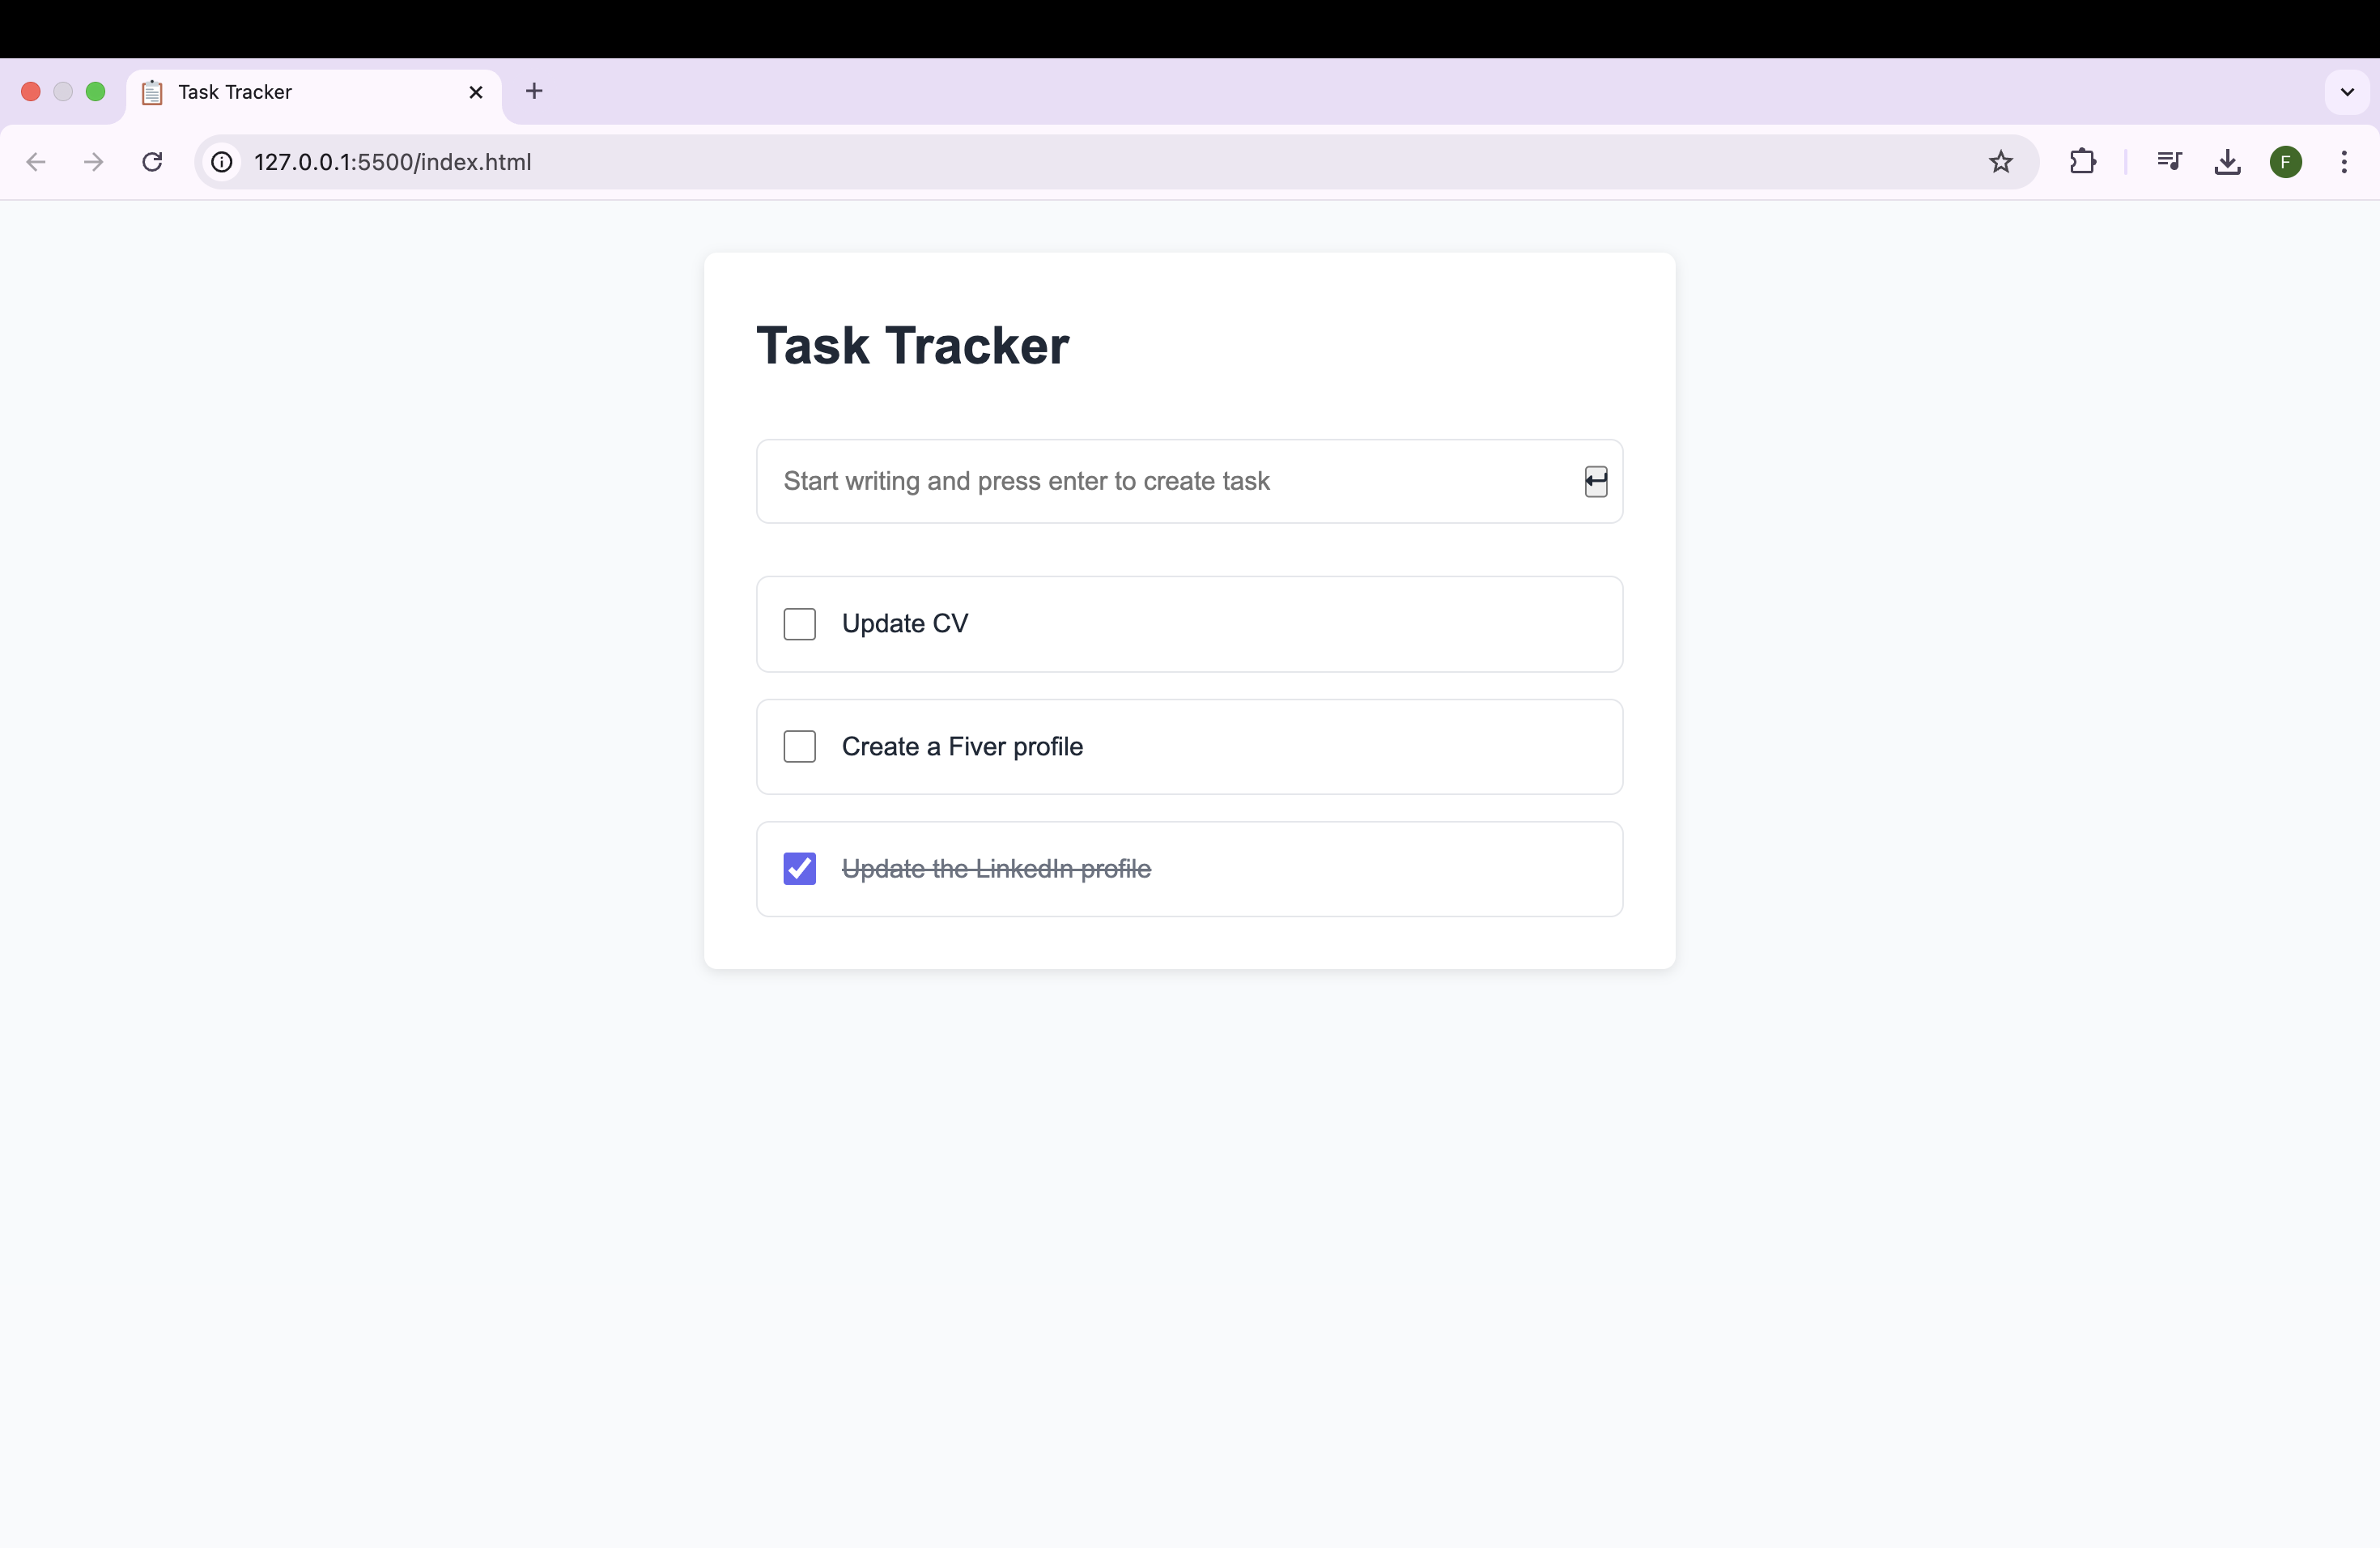 Task Tracker
127.0.0.1:5500/index.html
F
Task Tracker
Start writing and press enter to create task
Update CV
Create a Fiver profile
Update the LinkedIn profile